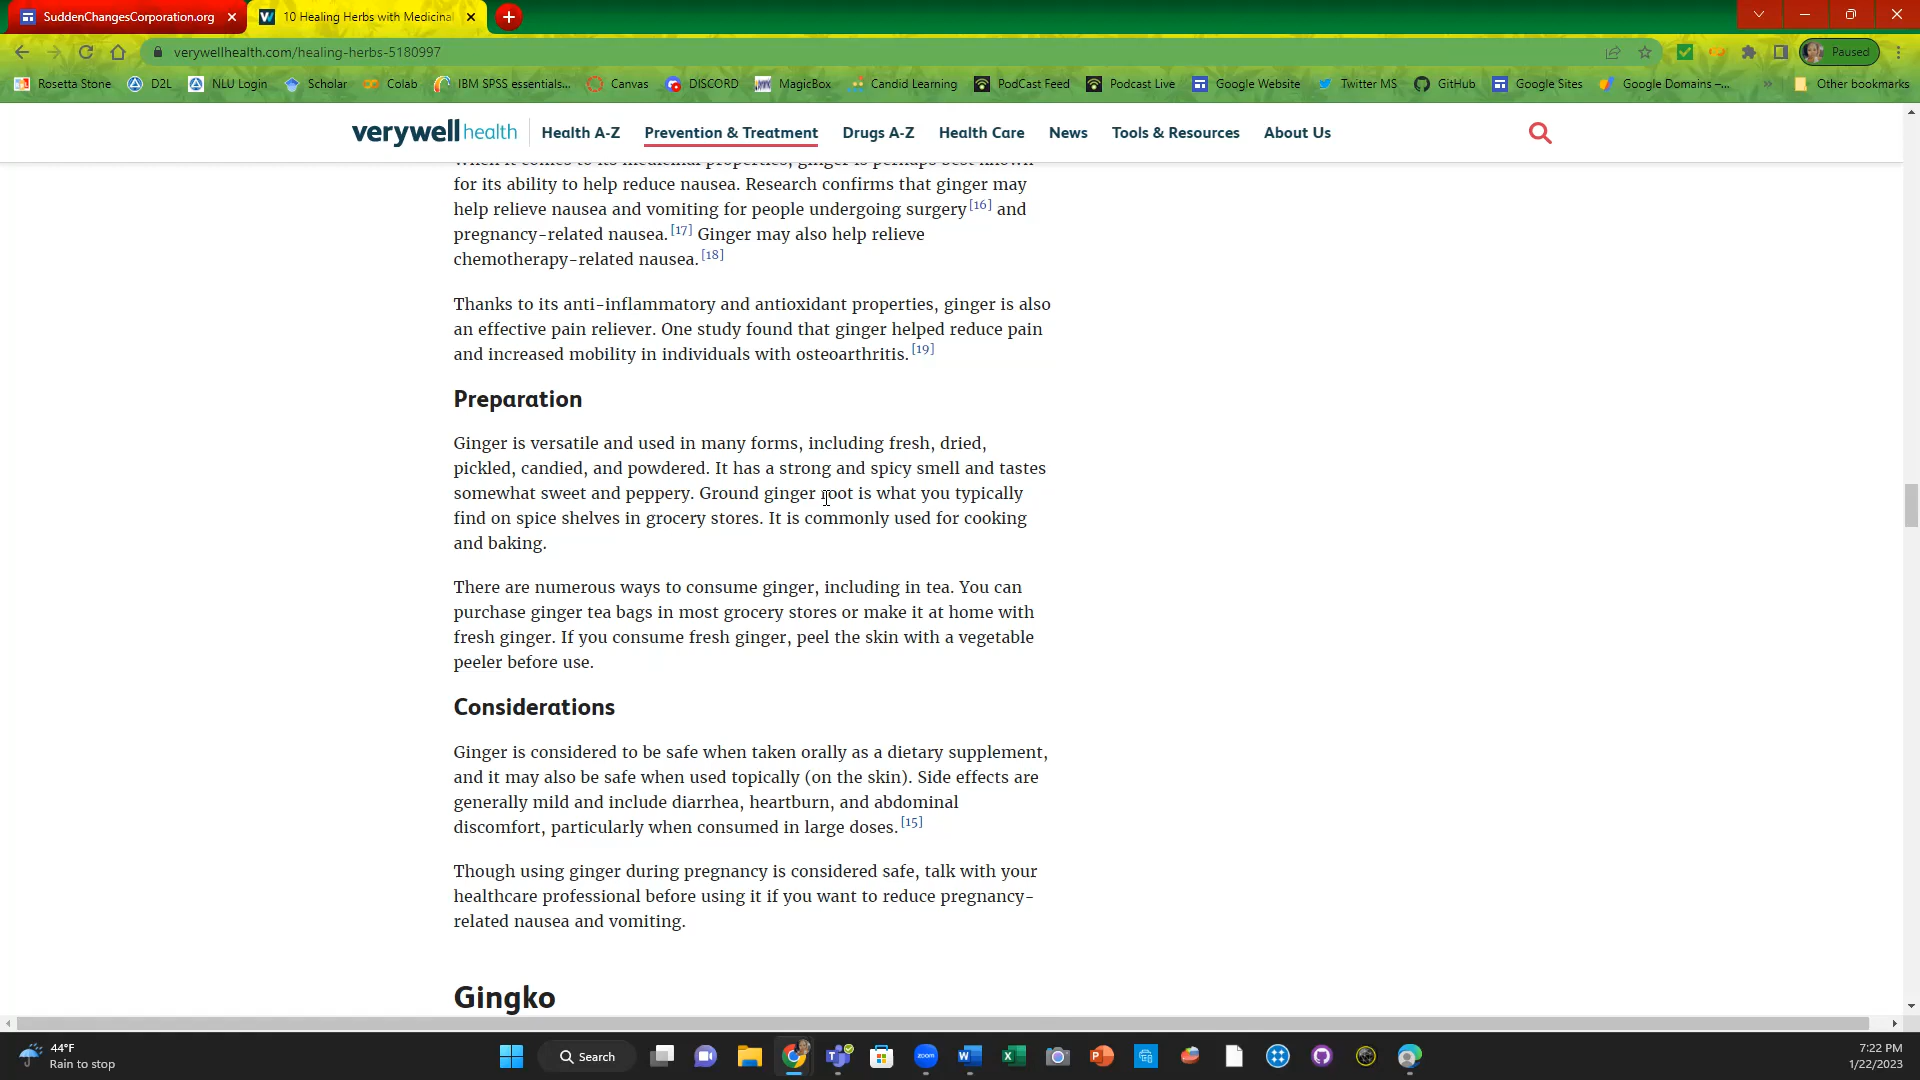 SuddenChangesCorporation.org
10 Healing Herbs with Medicinal
verywellhealth.com/healing-herbs-5180997
Paused
Rosetta Stone D2L NLU Login Scholar Colab IBM SPSS essentials... Canvas DISCORD MagicBox Candid Learning PodCast Feed Podcast Live Google Website Twitter MS GitHub Google Sites Google Domains –... » Other bookmarks
verywell health Health A-Z Prevention & Treatment Drugs A-Z Health Care News Tools & Resources About Us
When it comes to its medicinal properties, ginger is perhaps best known
for its ability to help reduce nausea. Research confirms that ginger may
help relieve nausea and vomiting for people undergoing surgery[16] and
pregnancy-related nausea.[17] Ginger may also help relieve
chemotherapy-related nausea.[18]
Thanks to its anti-inflammatory and antioxidant properties, ginger is also
an effective pain reliever. One study found that ginger helped reduce pain
and increased mobility in individuals with osteoarthritis.[19]
Preparation
Ginger is versatile and used in many forms, including fresh, dried,
pickled, candied, and powdered. It has a strong and spicy smell and tastes
somewhat sweet and peppery. Ground ginger root is what you typically
find on spice shelves in grocery stores. It is commonly used for cooking
and baking.
There are numerous ways to consume ginger, including in tea. You can
purchase ginger tea bags in most grocery stores or make it at home with
fresh ginger. If you consume fresh ginger, peel the skin with a vegetable
peeler before use.
Considerations
Ginger is considered to be safe when taken orally as a dietary supplement,
and it may also be safe when used topically (on the skin). Side effects are
generally mild and include diarrhea, heartburn, and abdominal
discomfort, particularly when consumed in large doses.[15]
Though using ginger during pregnancy is considered safe, talk with your
healthcare professional before using it if you want to reduce pregnancy-
related nausea and vomiting.
Gingko
44°F
Rain to stop
Search
zoom
7:22 PM
1/22/2023